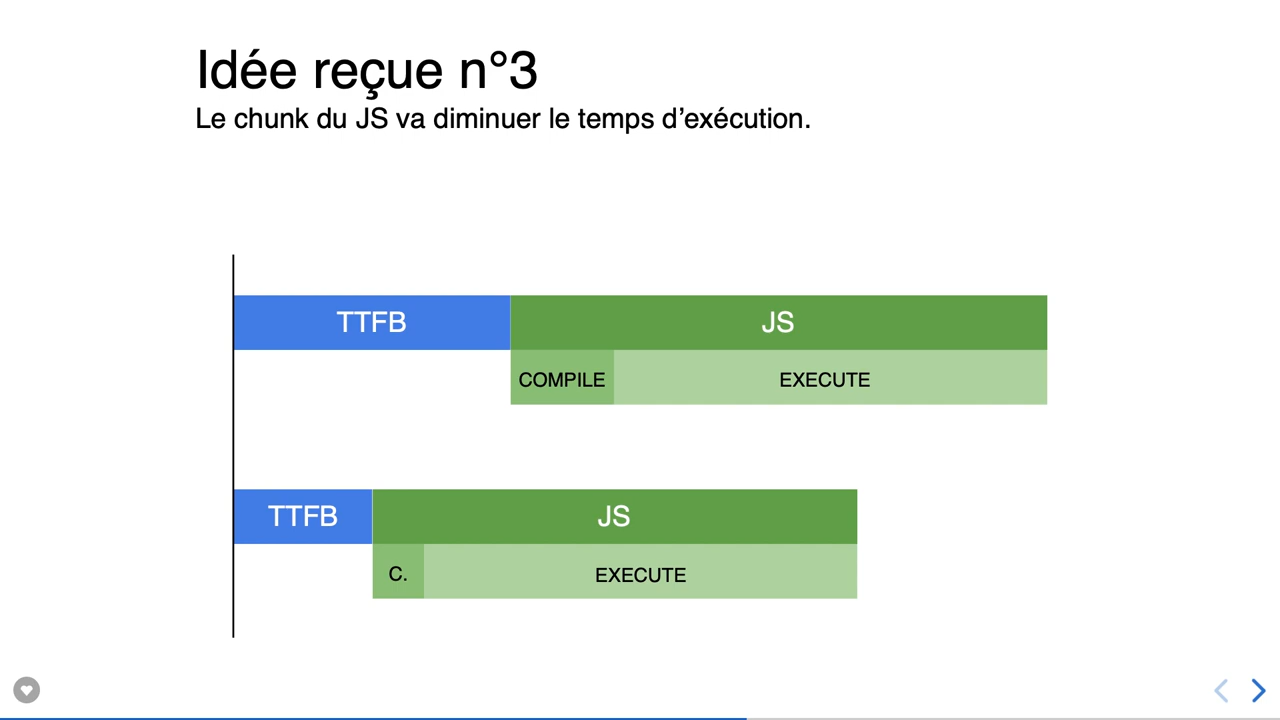 Idée reçue n°3
Le chunk du JS va diminuer le temps d’exécution.
TTFB JS
COMPILE EXECUTE
TTFB JS
C. EXECUTE